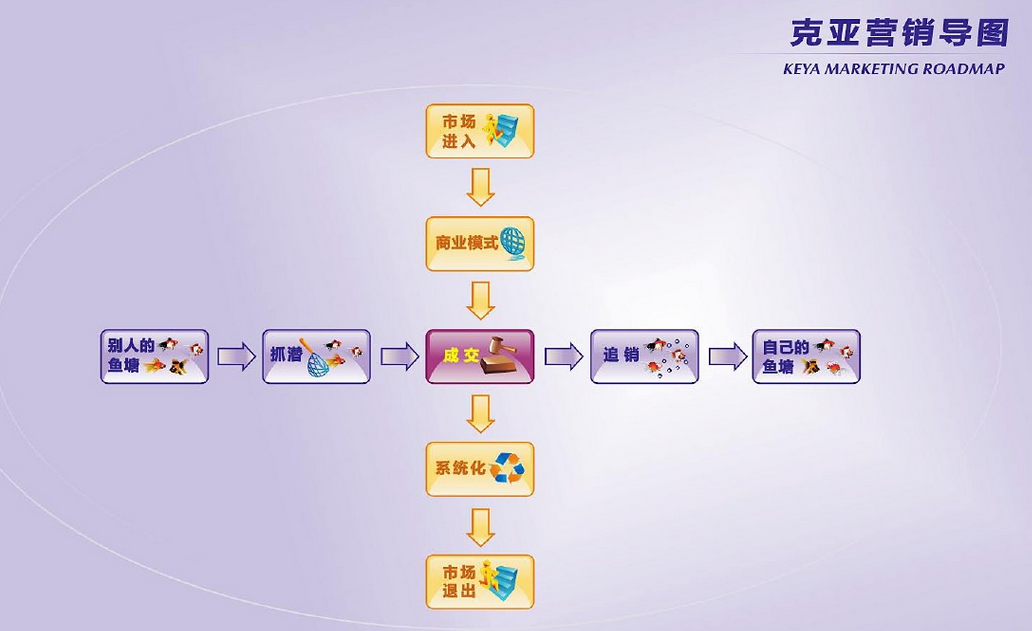 克亚营销导图
KEYA MARKETING ROADMAP
市场
进入
商业模式
别人的
鱼塘
抓潜
成交
追销
自己的
鱼塘
系统化
市场
退出